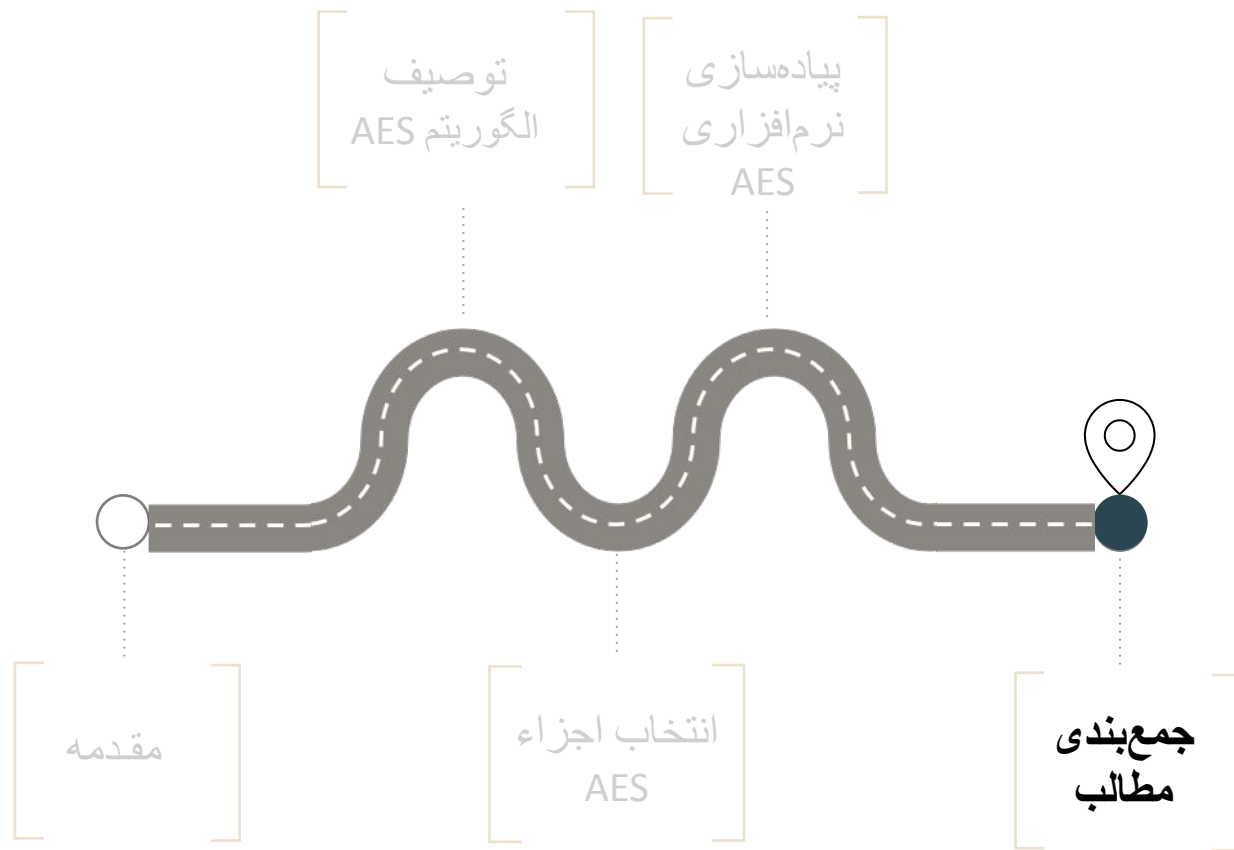 توصیف
الگوریتم AES
پیاده‌سازی
نرم‌افزاری
AES
مقدمه
انتخاب اجزاء
AES
جمع‌بندی
مطالب